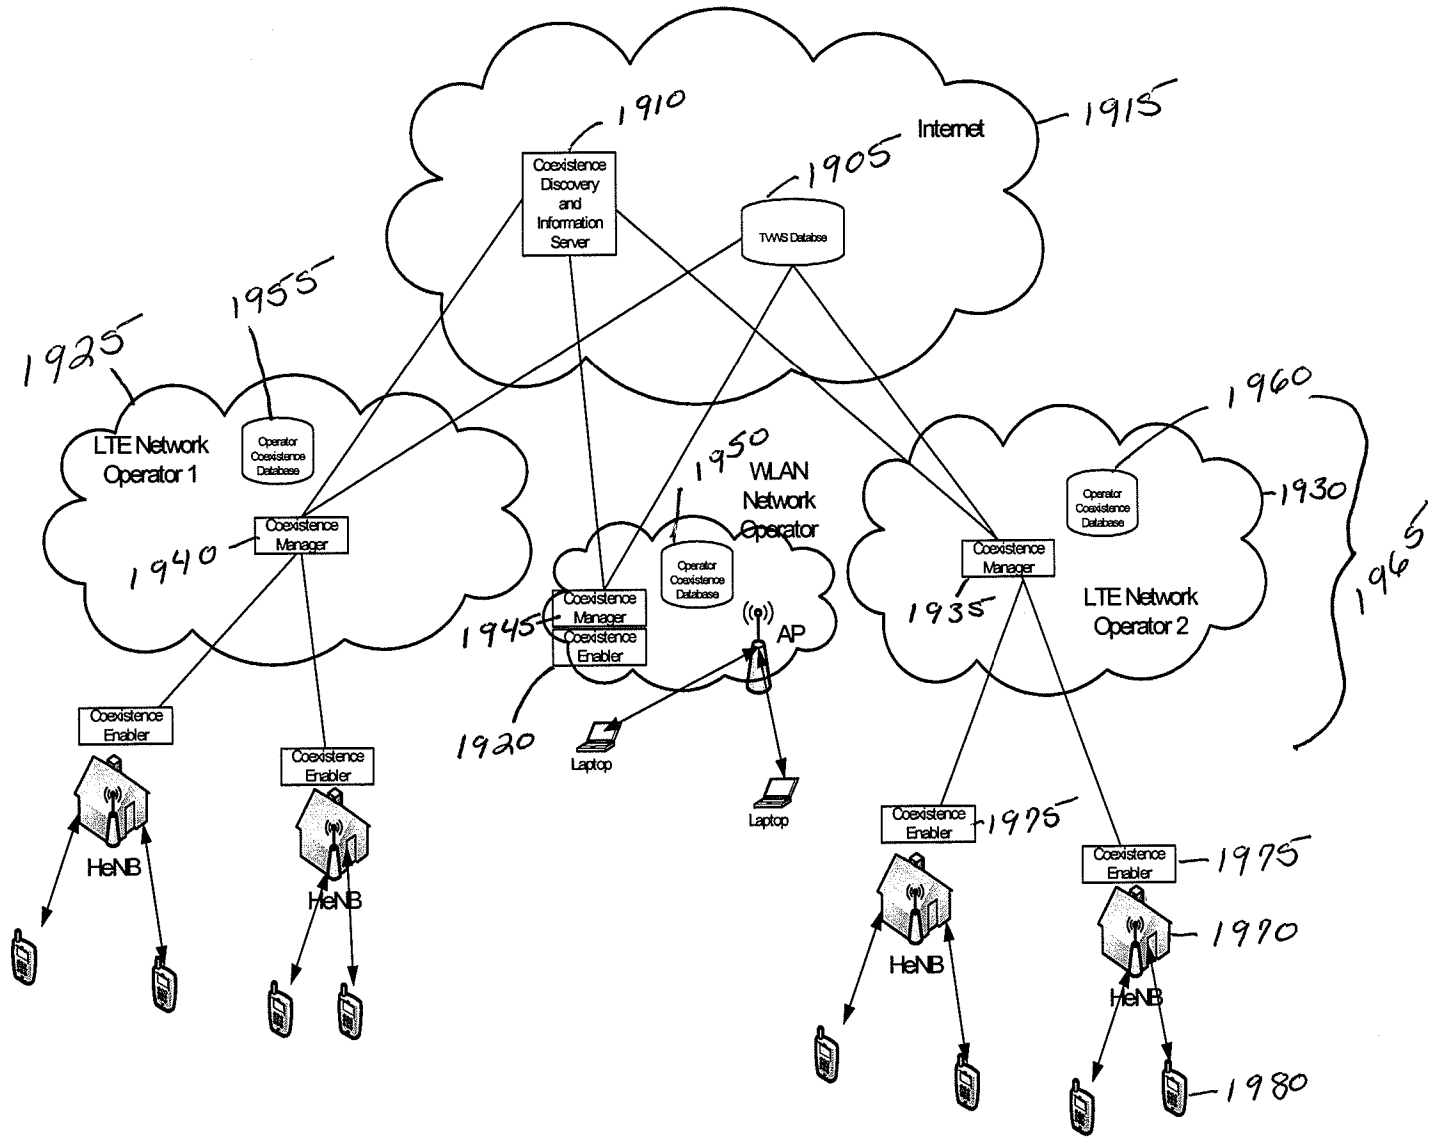 1910
1915
Internet
1905
Coexistence
Discovery
and
Information
Server
TVWS Databse
1955
1925
1960
LTE Network
Operator 1
Operator
Coexistence
Database
1950
WLAN
Network
Operator
Operator
Coexistence
Database
1930
1965
Coexistence
Manager
1940
Operator
Coexistence
Database
Coexistence
Manager
1935
LTE Network
Operator 2
Coexistence
Manager
1945
Coexistence
Enabler
AP
1920
Laptop
Laptop
Coexistence
Enabler
HeNB
Coexistence
Enabler
HeNB
Coexistence
Enabler
1975
HeNB
Coexistence
Enabler
1975
1970
HeNB
1980